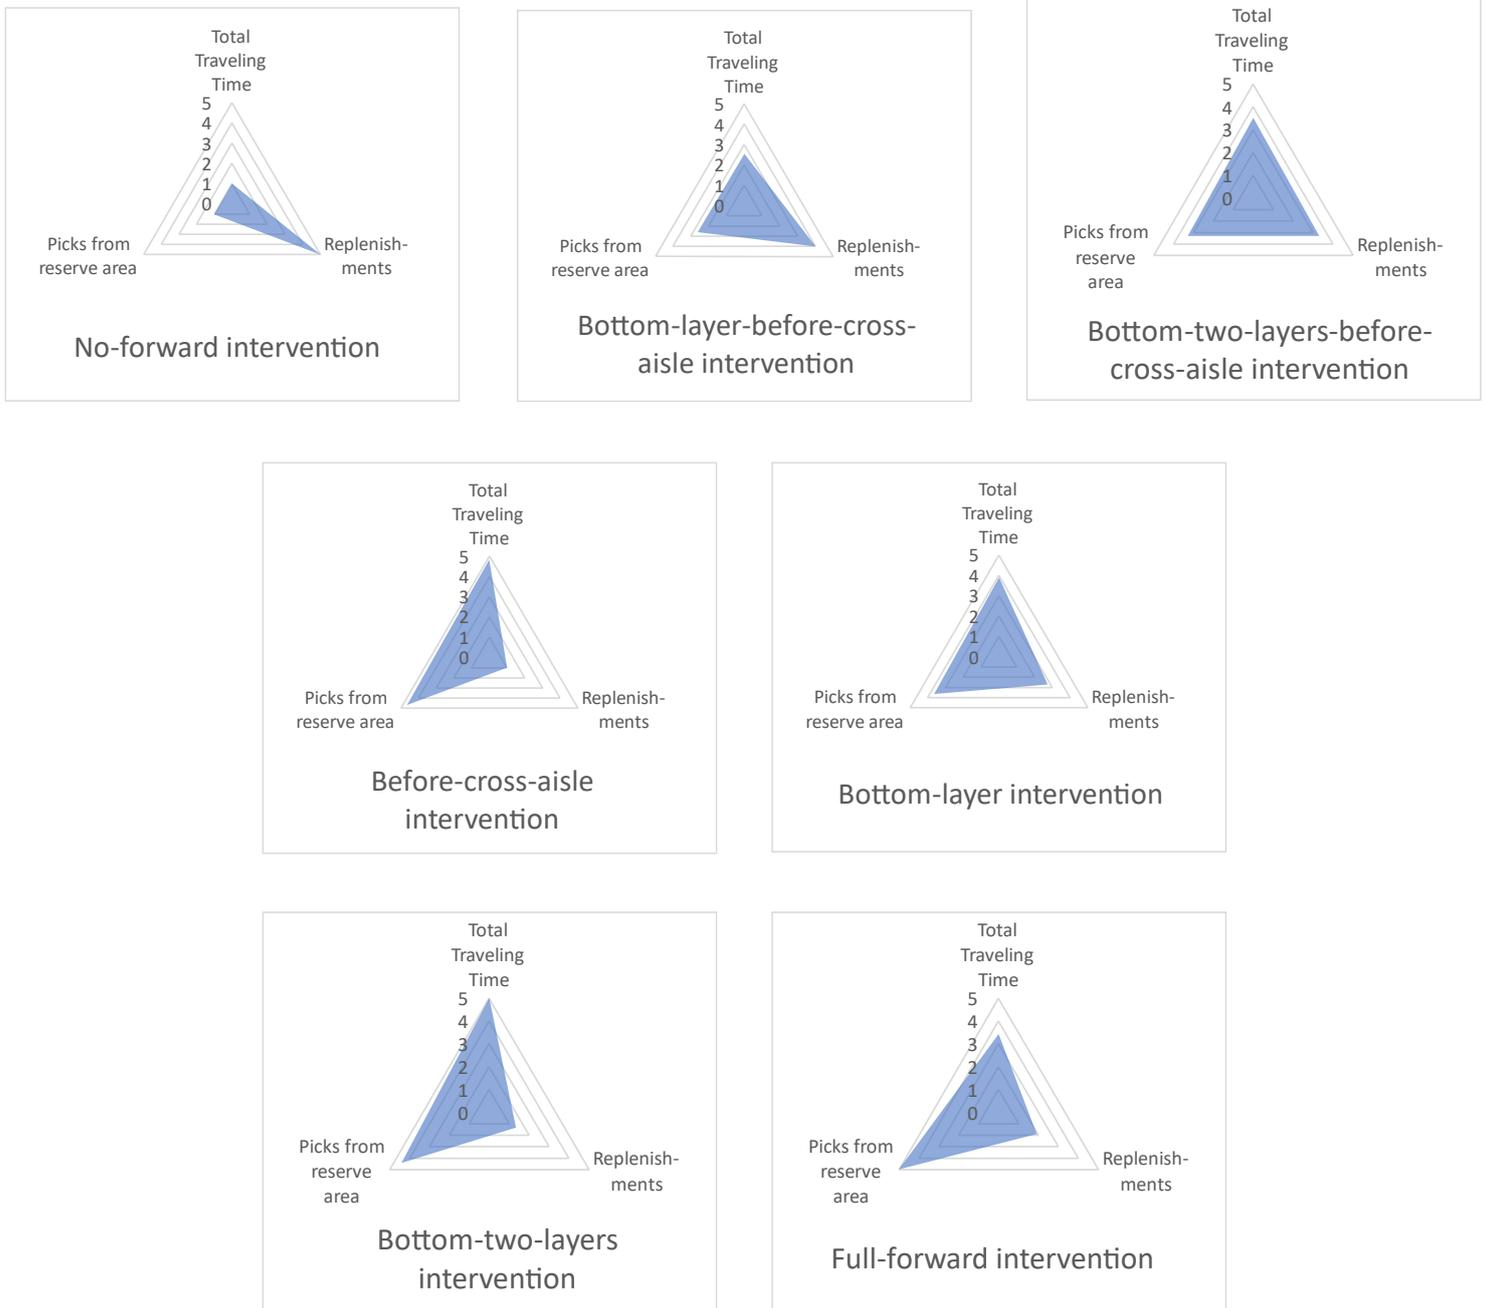 Total
Traveling
Time
5
4
3
2
1
0
Picks from
reserve area
Replenish-
ments
No-forward intervention
Total
Traveling
Time
5
4
3
2
1
0
Picks from
reserve area
Replenish-
ments
Bottom-layer-before-cross-
aisle intervention
Total
Traveling
Time
5
4
3
2
1
0
Picks from
reserve
area
Replenish-
ments
Bottom-two-layers-before-
cross-aisle intervention
Total
Traveling
Time
5
4
3
2
1
0
Picks from
reserve area
Replenish-
ments
Before-cross-aisle
intervention
Total
Traveling
Time
5
4
3
2
1
0
Picks from
reserve area
Replenish-
ments
Bottom-layer intervention
Total
Traveling
Time
5
4
3
2
1
0
Picks from
reserve
area
Replenish-
ments
Bottom-two-layers
intervention
Total
Traveling
Time
5
4
3
2
1
0
Picks from
reserve
area
Replenish-
ments
Full-forward intervention